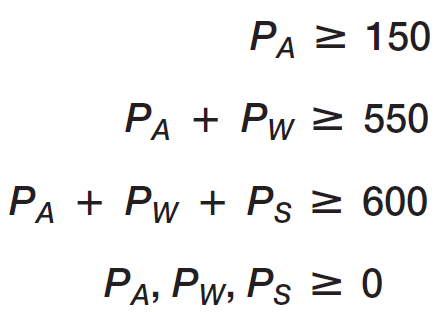 P_A ≥ 150
P_A + P_W ≥ 550
P_A + P_W + P_S ≥ 600
P_A, P_W, P_S ≥ 0